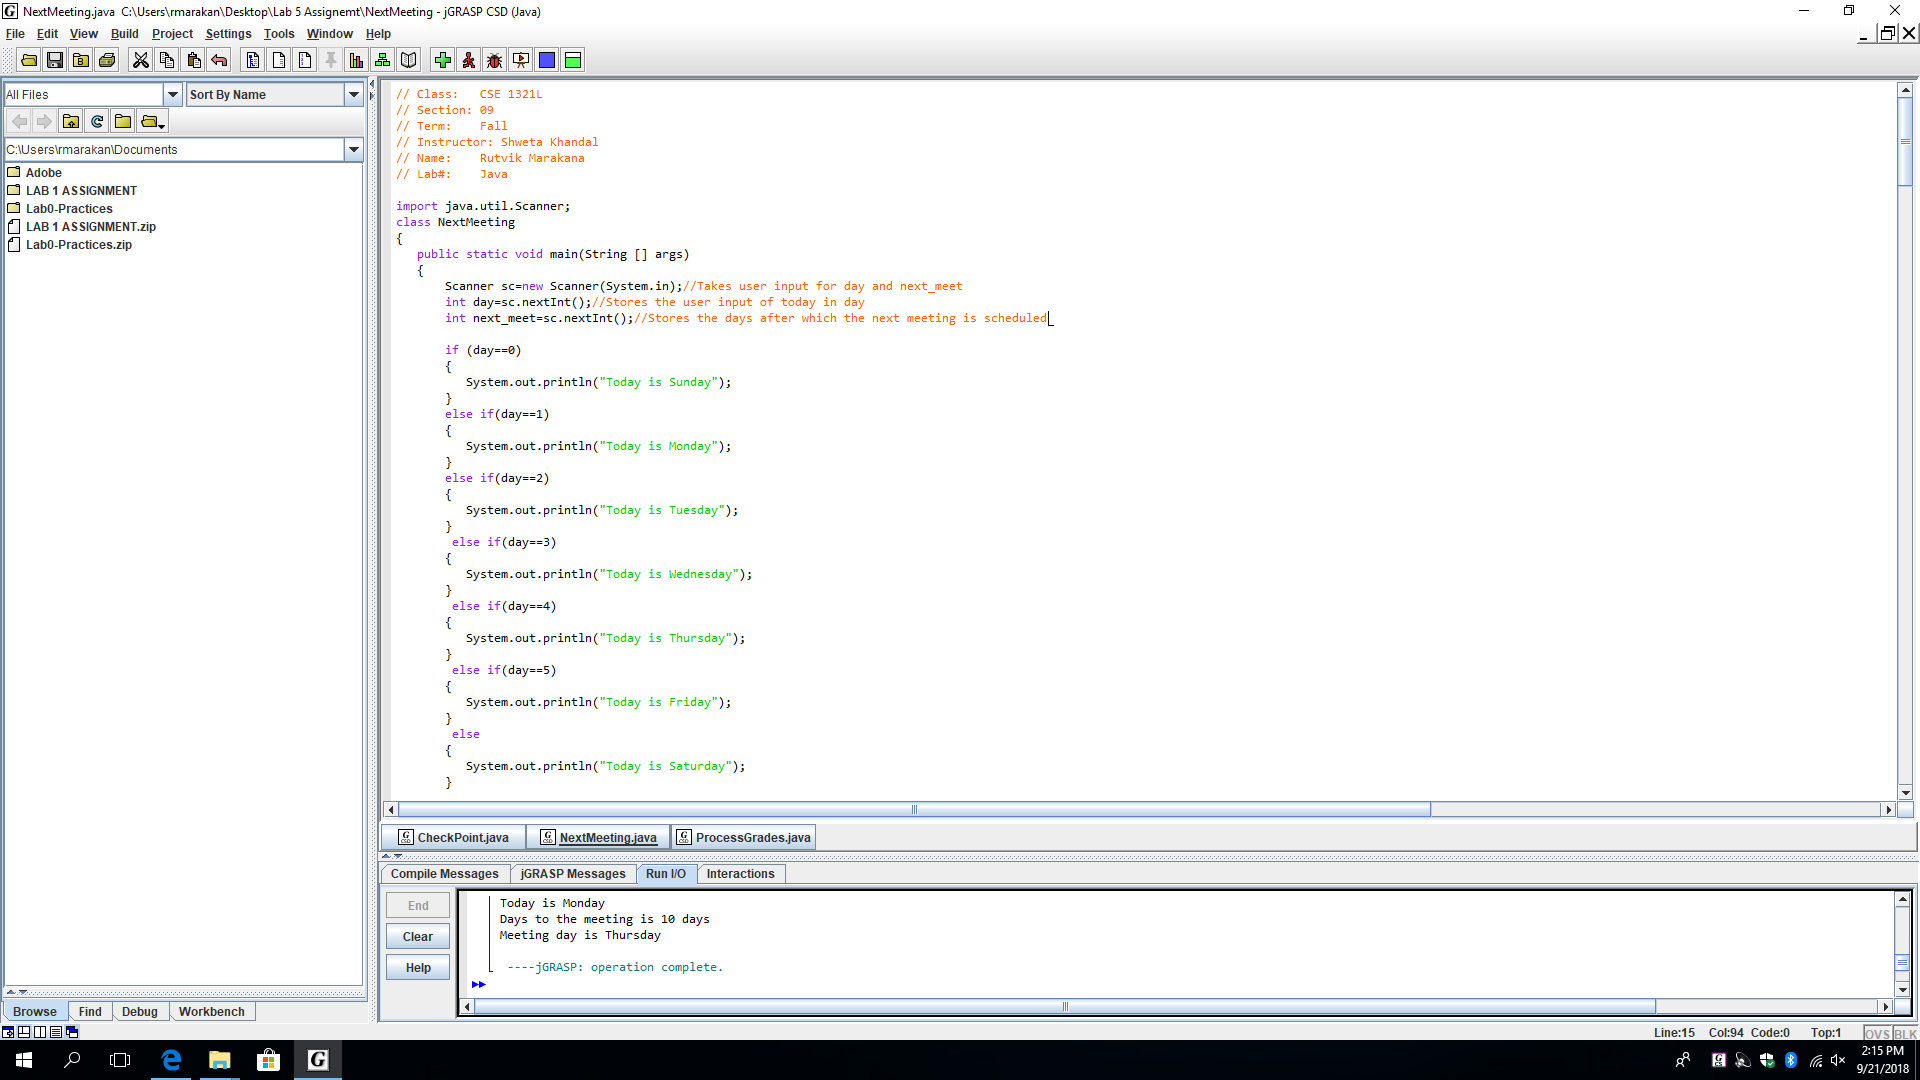 NextMeeting.java  C:\Users\rmarakan\Desktop\Lab 5 Assignemt\NextMeeting - jGRASP CSD (Java)
File Edit View Build Project Settings Tools Window Help
All Files
Sort By Name
C:\Users\rmarakan\Documents
Adobe
LAB 1 ASSIGNMENT
Lab0-Practices
LAB 1 ASSIGNMENT.zip
Lab0-Practices.zip
Browse Find Debug Workbench
// Class:   CSE 1321L
// Section: 09
// Term:    Fall
// Instructor: Shweta Khandal
// Name:    Rutvik Marakana
// Lab#:    Java
import java.util.Scanner;
class NextMeeting
{
public static void main(String [] args)
{
Scanner sc=new Scanner(System.in);//Takes user input for day and next_meet
int day=sc.nextInt();//Stores the user input of today in day
int next_meet=sc.nextInt();//Stores the days after which the next meeting is scheduled
if (day==0)
{
System.out.println("Today is Sunday");
}
else if(day==1)
{
System.out.println("Today is Monday");
}
else if(day==2)
{
System.out.println("Today is Tuesday");
}
else if(day==3)
{
System.out.println("Today is Wednesday");
}
else if(day==4)
{
System.out.println("Today is Thursday");
}
else if(day==5)
{
System.out.println("Today is Friday");
}
else
{
System.out.println("Today is Saturday");
}
CheckPoint.java NextMeeting.java ProcessGrades.java
Compile Messages jGRASP Messages Run I/O Interactions
End
Clear
Help
Today is Monday
Days to the meeting is 10 days
Meeting day is Thursday
----jGRASP: operation complete.
Line:15 Col:94 Code:0 Top:1 OVS BLK
2:15 PM
9/21/2018